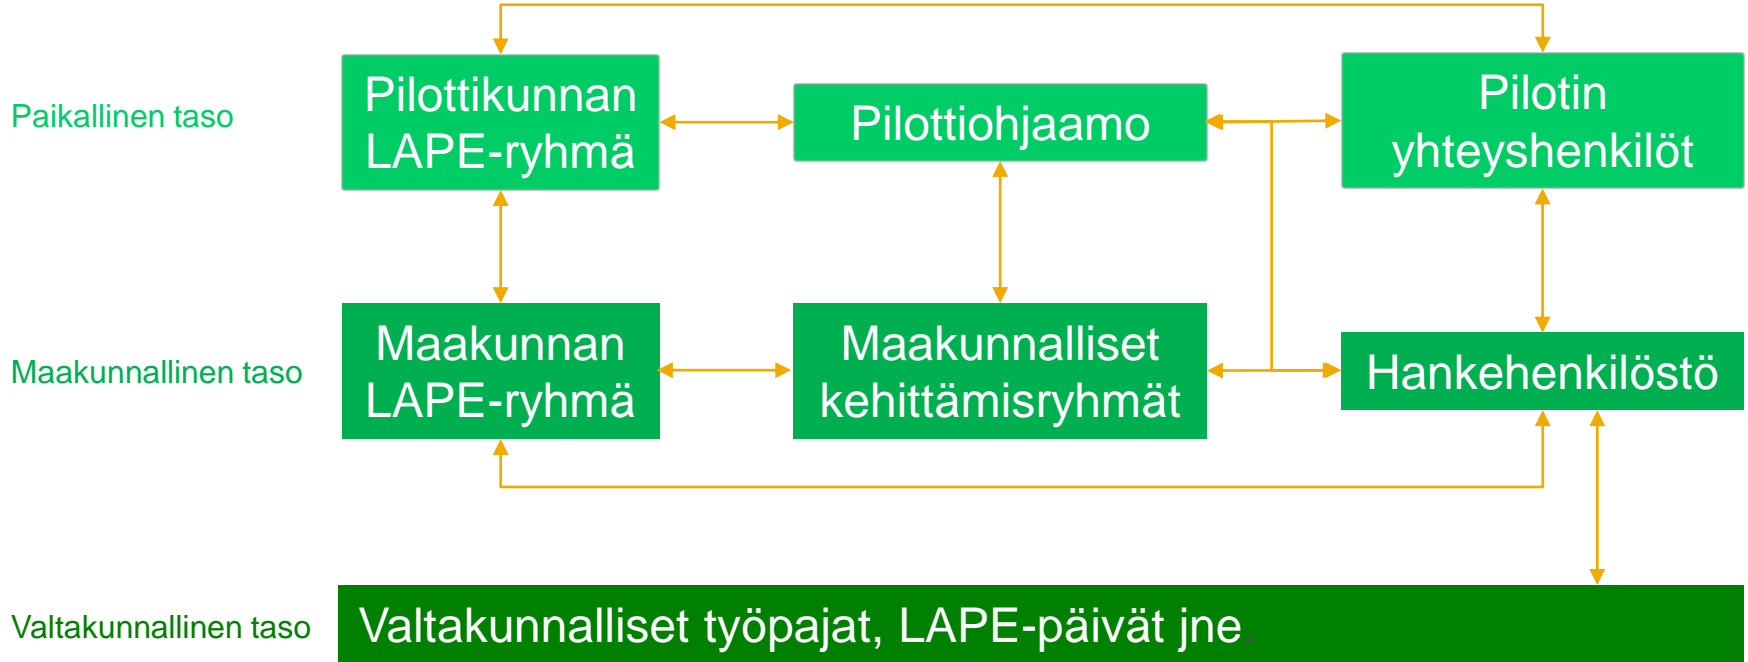 Paikallinen taso
Pilottikunnan
LAPE-ryhmä
Pilottiohjaamo
Pilotin
yhteyshenkilöt
Maakunnallinen taso
Maakunnan
LAPE-ryhmä
Maakunnalliset
kehittämisryhmät
Hankehenkilöstö
Valtakunnallinen taso
Valtakunnalliset työpajat, LAPE-päivät jne.